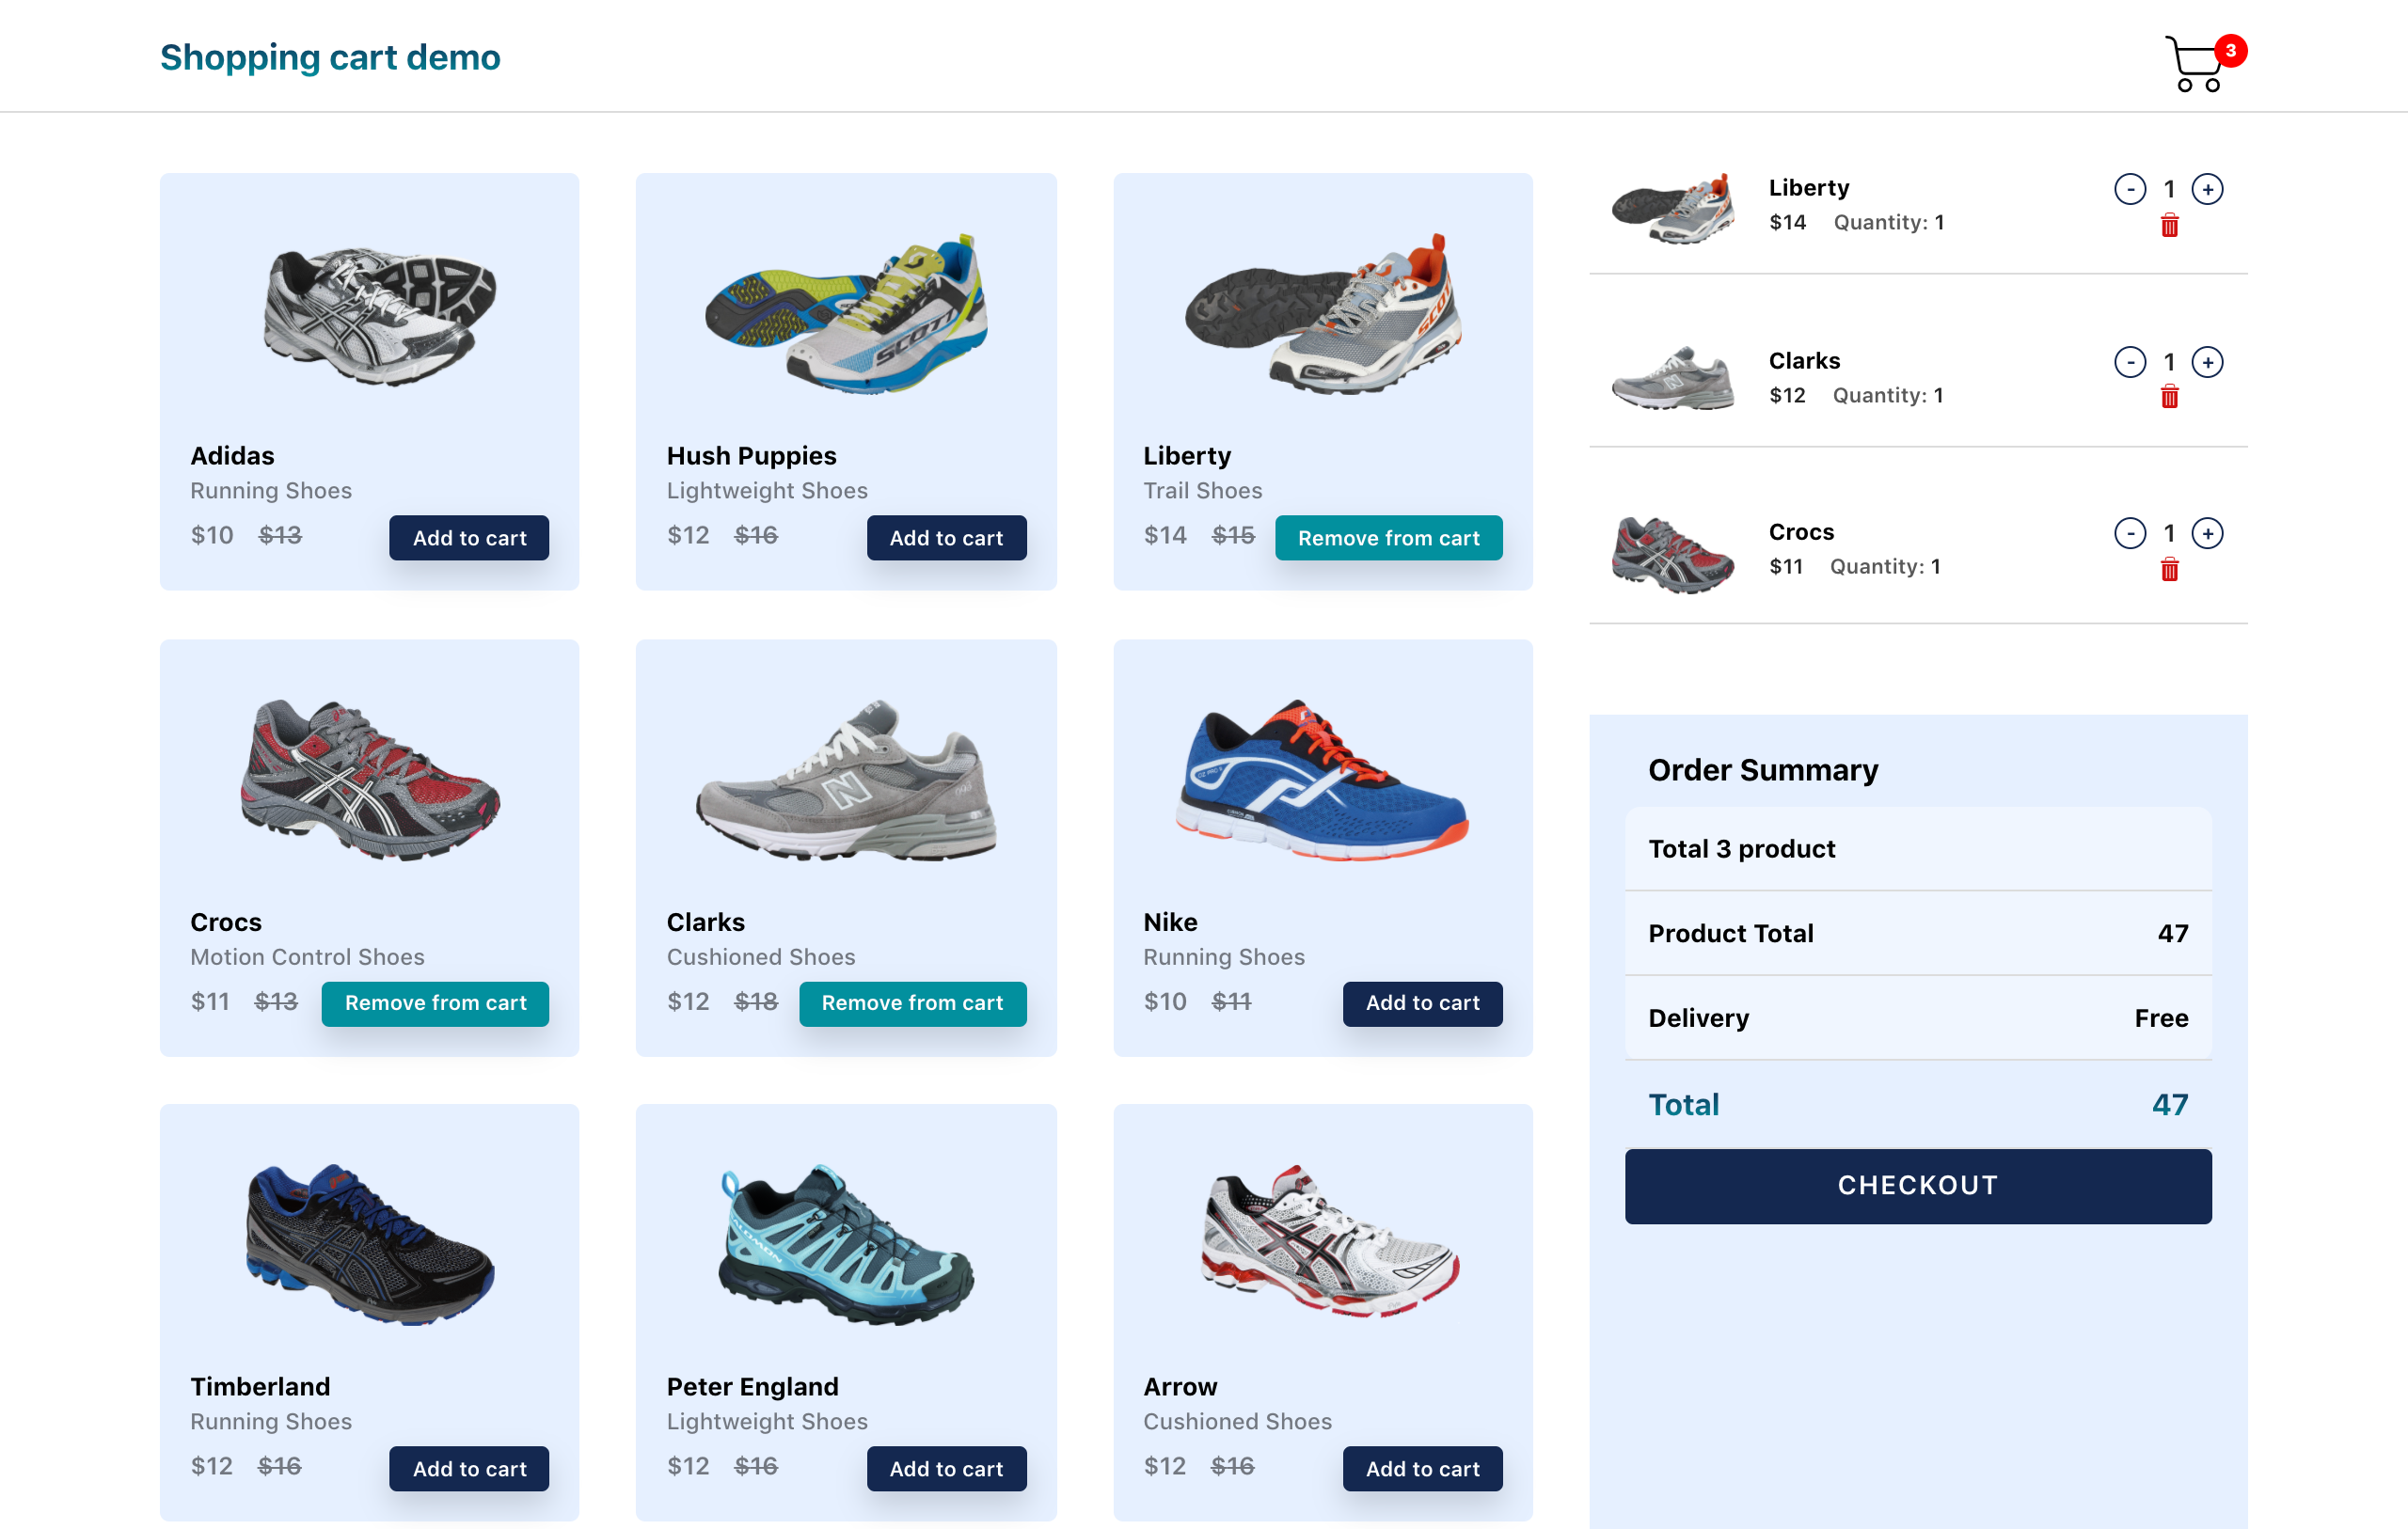 Shopping cart demo
3
SCOTT
SCOTT
Adidas
Running Shoes
$10 $13
Add to cart
Hush Puppies
Lightweight Shoes
$12 $16
Add to cart
Liberty
Trail Shoes
$14 $15
Remove from cart
N
Crocs
Motion Control Shoes
$11 $13
Remove from cart
Clarks
Cushioned Shoes
$12 $18
Remove from cart
Nike
Running Shoes
$10 $11
Add to cart
SALOMON
Timberland
Running Shoes
$12 $16
Add to cart
Peter England
Lightweight Shoes
$12 $16
Add to cart
Arrow
Cushioned Shoes
$12 $16
Add to cart
Liberty
$14 Quantity: 1
- 1 +
Clarks
$12 Quantity: 1
- 1 +
Crocs
$11 Quantity: 1
- 1 +
Order Summary
Total 3 product
Product Total 47
Delivery Free
Total 47
CHECKOUT